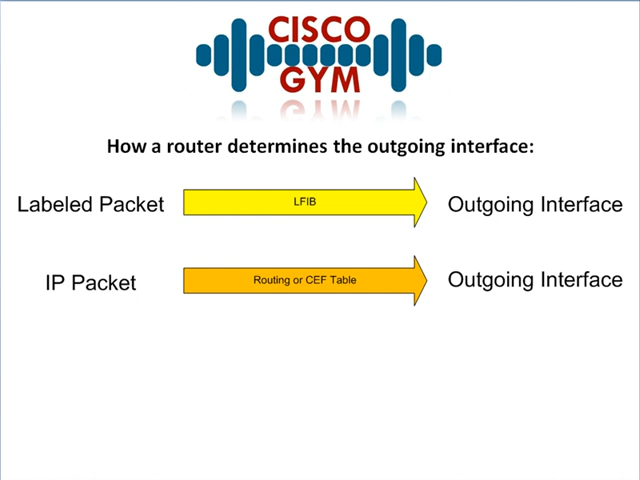 CISCO
GYM
How a router determines the outgoing interface:
Labeled Packet
LFIB
Outgoing Interface
IP Packet
Routing or CEF Table
Outgoing Interface